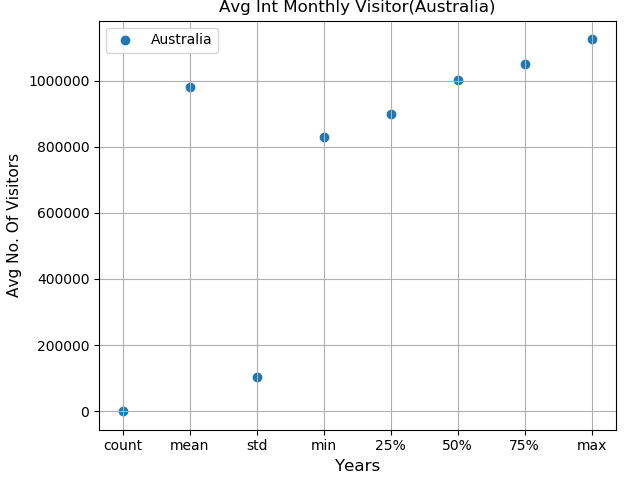 Avg Int Monthly Visitor(Australia)
Australia
1000000
800000
600000
400000
200000
0
Avg No. Of Visitors
count mean std min 25% 50% 75% max
Years